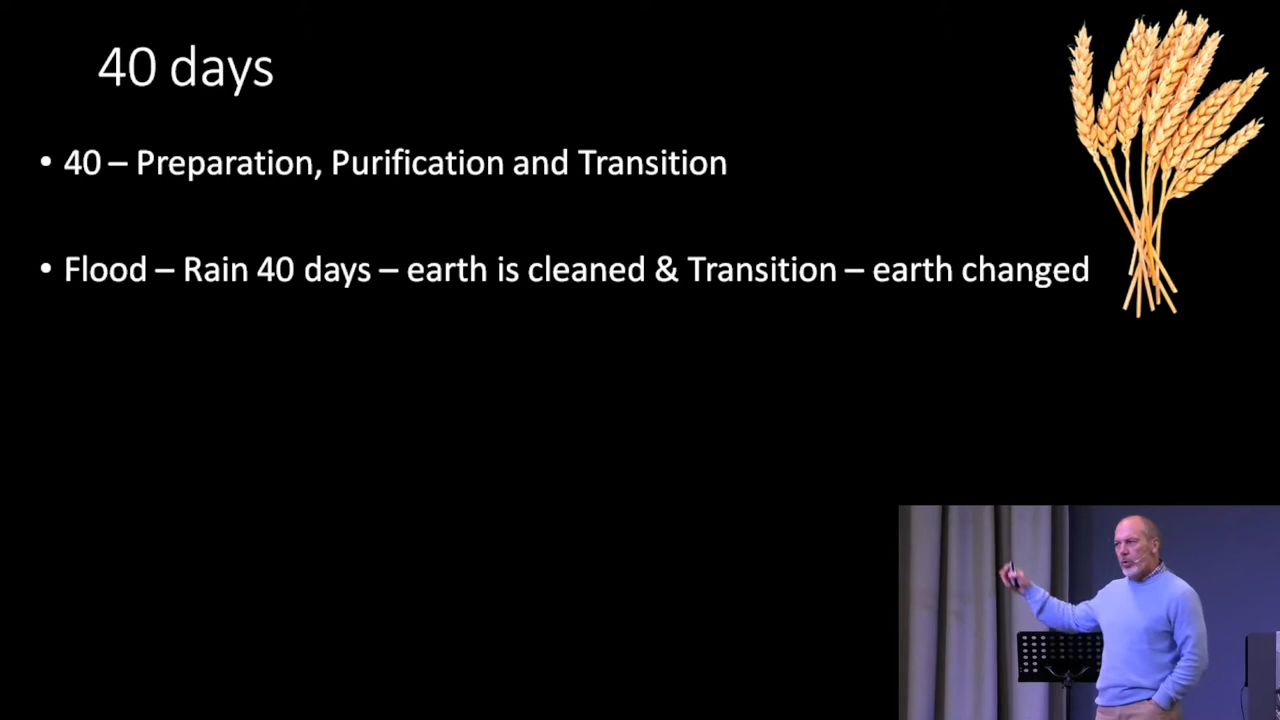 40 days
• 40 – Preparation, Purification and Transition
• Flood – Rain 40 days – earth is cleaned & Transition – earth changed